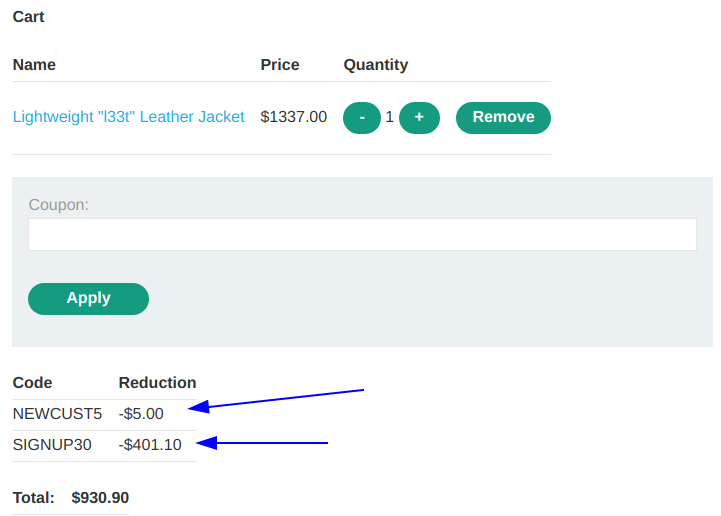 Cart
Name Price Quantity
Lightweight "l33t" Leather Jacket $1337.00 - 1 + Remove
Coupon:
Apply
Code Reduction
NEWCUST5 -$5.00
SIGNUP30 -$401.10
Total: $930.90